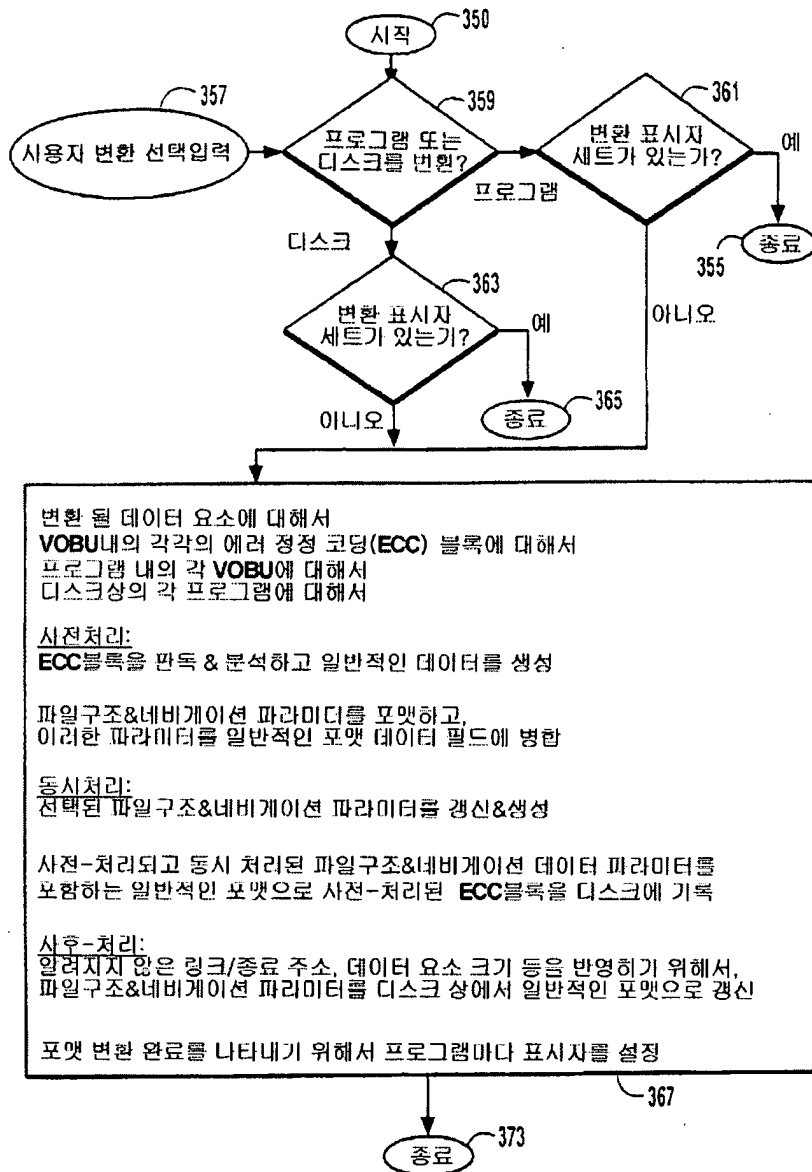 시작
350
357
사용자 변환 선택입력
359
프로그램 또는
디스크를 변환?
프로그램
361
변환 표시자
세트가 있는가?
예
355
종료
디스크
363
변환 표시자
세트가 있는가?
예
365
종료
아니오
아니오
변환 될 데이터 요소에 대해서
VOBU내의 각각의 에러 정정 코딩(ECC) 블록에 대해서
프로그램 내의 각 VOBU에 대해서
디스크상의 각 프로그램에 대해서
사전처리:
ECC블록을 판독 & 분석하고 일반적인 데이터를 생성
파일구조&네비게이션 파라미터를 포맷하고,
이러한 파라미터를 일반적인 포맷 데이터 필드에 병합
동시처리:
선택된 파일구조&네비게이션 파라미터를 갱신&생성
사전-처리되고 동시 처리된 파일구조&네비게이션 데이터 파라미터를
포함하는 일반적인 포맷으로 사전-처리된 ECC블록을 디스크에 기록
사후-처리:
알려지지 않은 링크/종료 주소, 데이터 요소 크기 등을 반영하기 위해서,
파일구조&네비게이션 파라미터를 디스크 상에서 일반적인 포맷으로 갱신
포맷 변환 완료를 나타내기 위해서 프로그램마다 표시자를 설정
367
종료
373